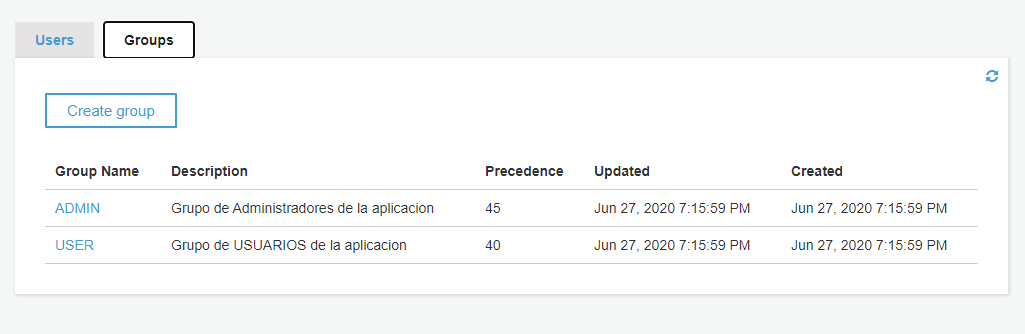 Users Groups
Create group
Group Name Description Precedence Updated Created
ADMIN Grupo de Administradores de la aplicacion 45 Jun 27, 2020 7:15:59 PM Jun 27, 2020 7:15:59 PM
USER Grupo de USUARIOS de la aplicacion 40 Jun 27, 2020 7:15:59 PM Jun 27, 2020 7:15:59 PM